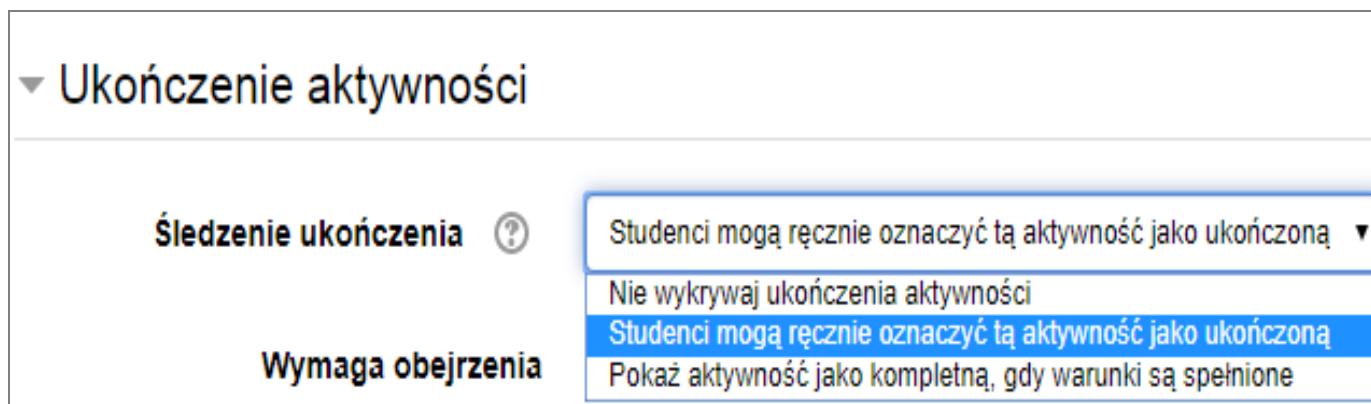 Ukończenie aktywności
Śledzenie ukończenia
Studenci mogą ręcznie oznaczyć tą aktywność jako ukończoną
Nie wykrywaj ukończenia aktywności
Studenci mogą ręcznie oznaczyć tą aktywność jako ukończoną
Wymaga obejrzenia
Pokaż aktywność jako kompletną, gdy warunki są spełnione